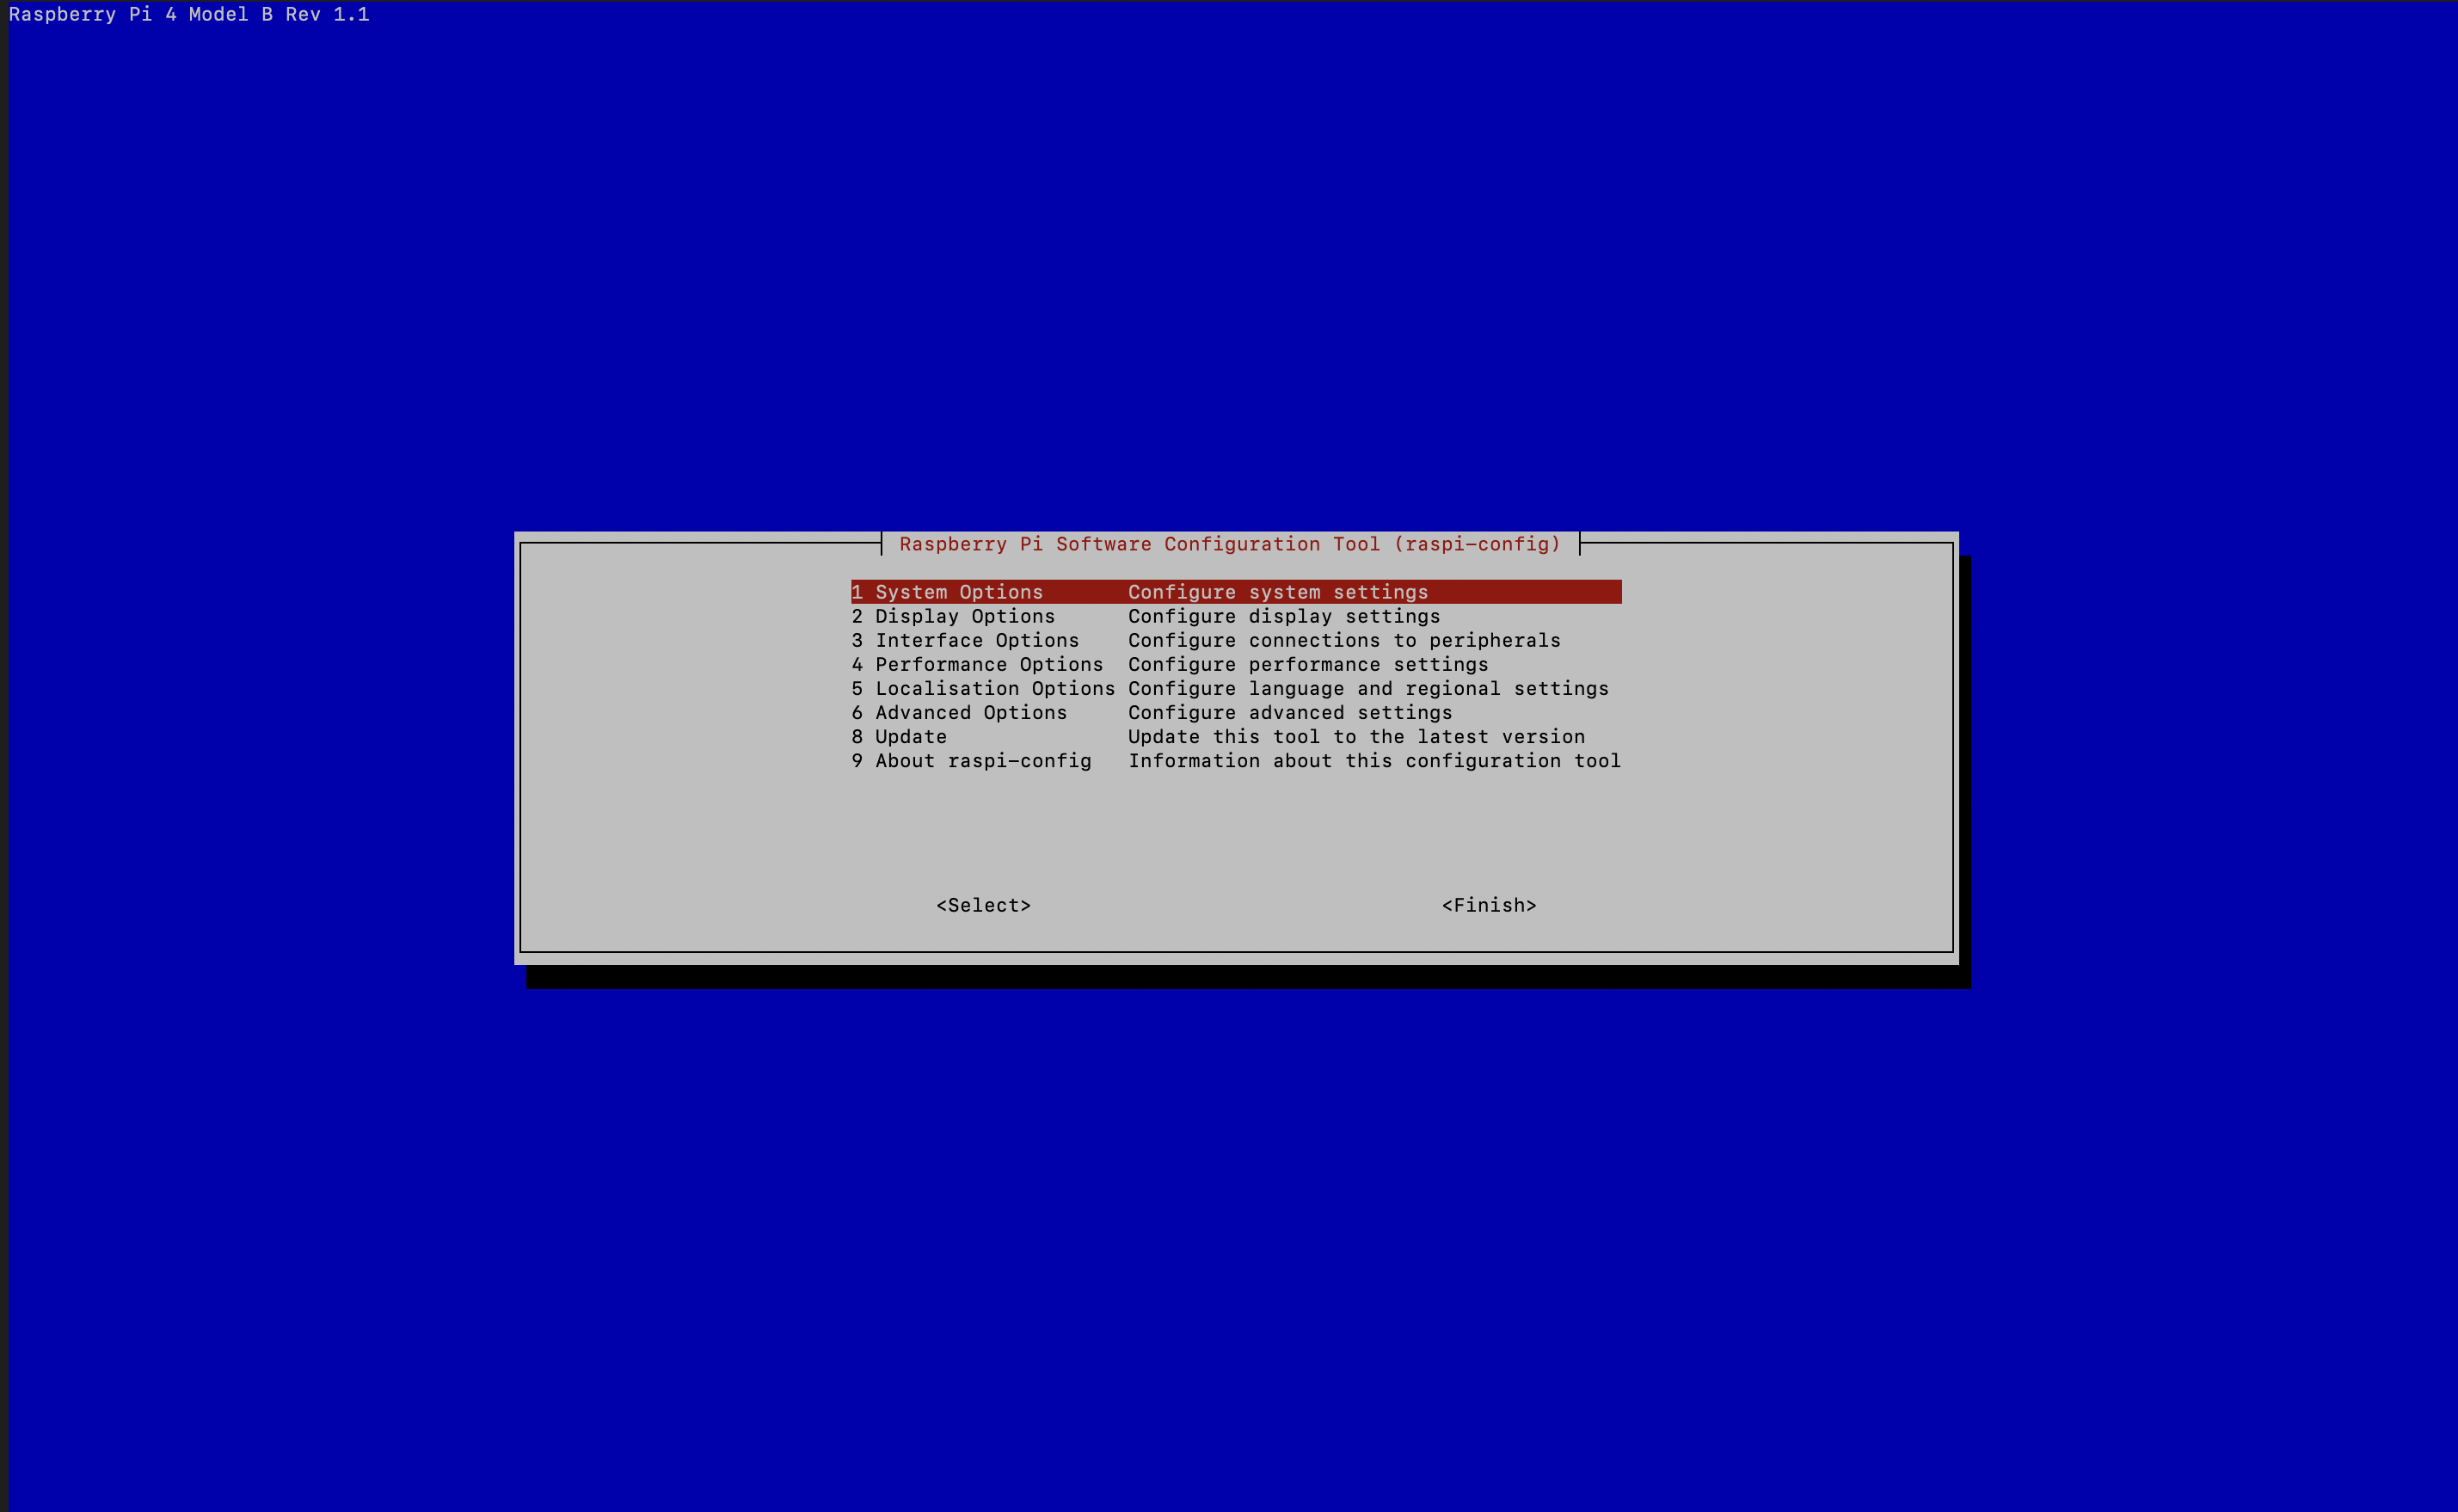 Raspberry Pi 4 Model B Rev 1.1
Raspberry Pi Software Configuration Tool (raspi-config)
1 System Options Configure system settings
2 Display Options Configure display settings
3 Interface Options Configure connections to peripherals
4 Performance Options Configure performance settings
5 Localisation Options Configure language and regional settings
6 Advanced Options Configure advanced settings
8 Update Update this tool to the latest version
9 About raspi-config Information about this configuration tool
<Select> <Finish>